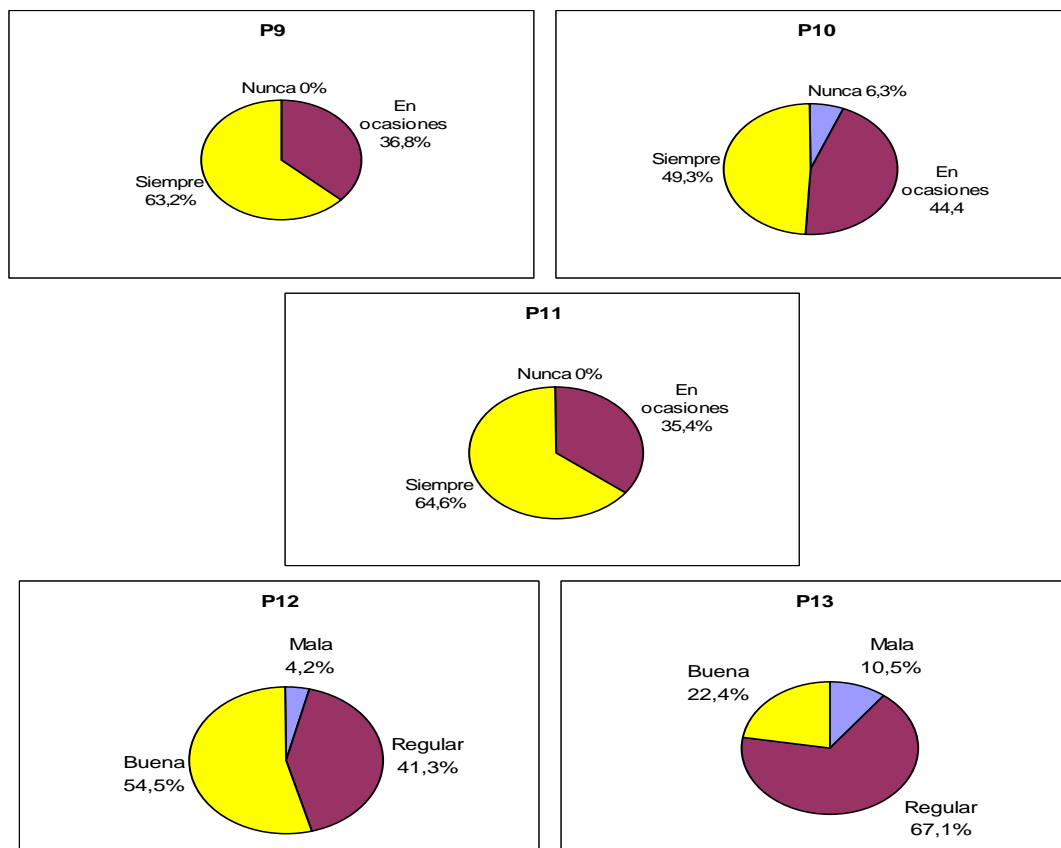 P9
Nunca 0%
En
ocasiones
36,8%
Siempre
63,2%
P10
Nunca 6,3%
Siempre
49,3%
En
ocasiones
44,4
P11
Nunca 0%
En
ocasiones
35,4%
Siempre
64,6%
P12
Mala
4,2%
Regular
41,3%
Buena
54,5%
P13
Mala
10,5%
Buena
22,4%
Regular
67,1%